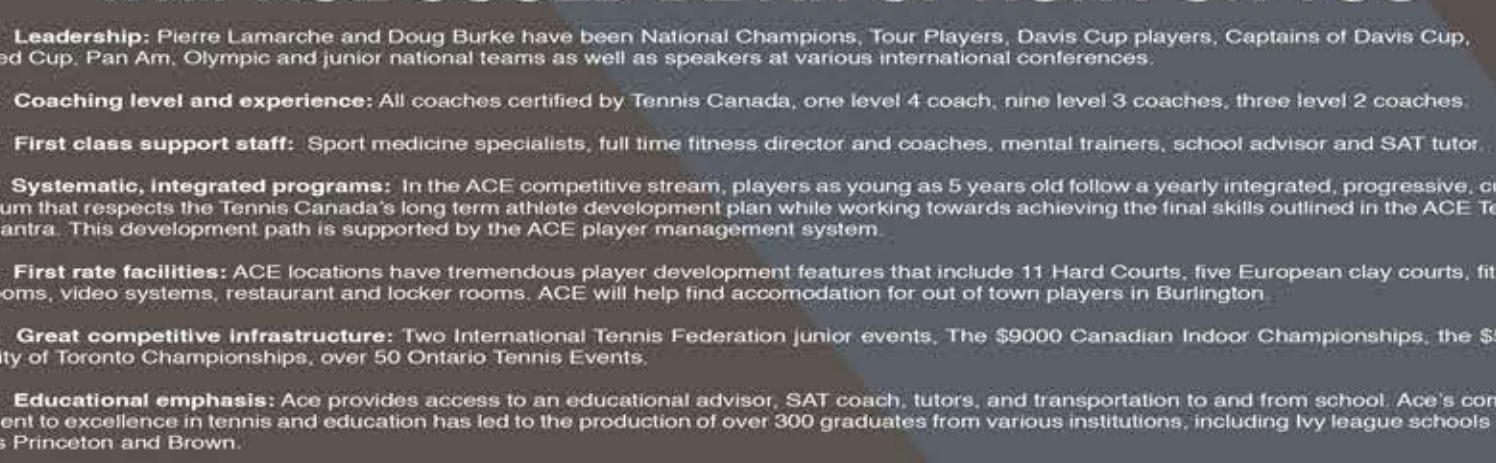 Leadership: Pierre Lamarche and Doug Burke have been National Champions, Tour Players, Davis Cup players, Captains of Davis Cup,
ed Cup, Pan Am, Olympic and junior national teams as well as speakers at various international conferences.
Coaching level and experience: All coaches certified by Tennis Canada, one level 4 coach, nine level 3 coaches, three level 2 coaches.
First class support staff: Sport medicine specialists, full time fitness director and coaches, mental trainers, school advisor and SAT tutor.
Systematic, integrated programs: In the ACE competitive stream, players as young as 5 years old follow a yearly integrated, progressive, cu
um that respects the Tennis Canada's long term athlete development plan while working towards achieving the final skills outlined in the ACE Te
antra. This development path is supported by the ACE player management system.
First rate facilities: ACE locations have tremendous player development features that include 11 Hard Courts, five European clay courts, fit
oms, video systems, restaurant and locker rooms. ACE will help find accomodation for out of town players in Burlington
Great competitive infrastructure: Two International Tennis Federation junior events, The $9000 Canadian Indoor Championships, the $5
ity of Toronto Championships, over 50 Ontario Tennis Events.
Educational emphasis: Ace provides access to an educational advisor, SAT coach, tutors, and transportation to and from school. Ace's com
ent to excellence in tennis and education has led to the production of over 300 graduates from various institutions, including Ivy league schools
s Princeton and Brown.